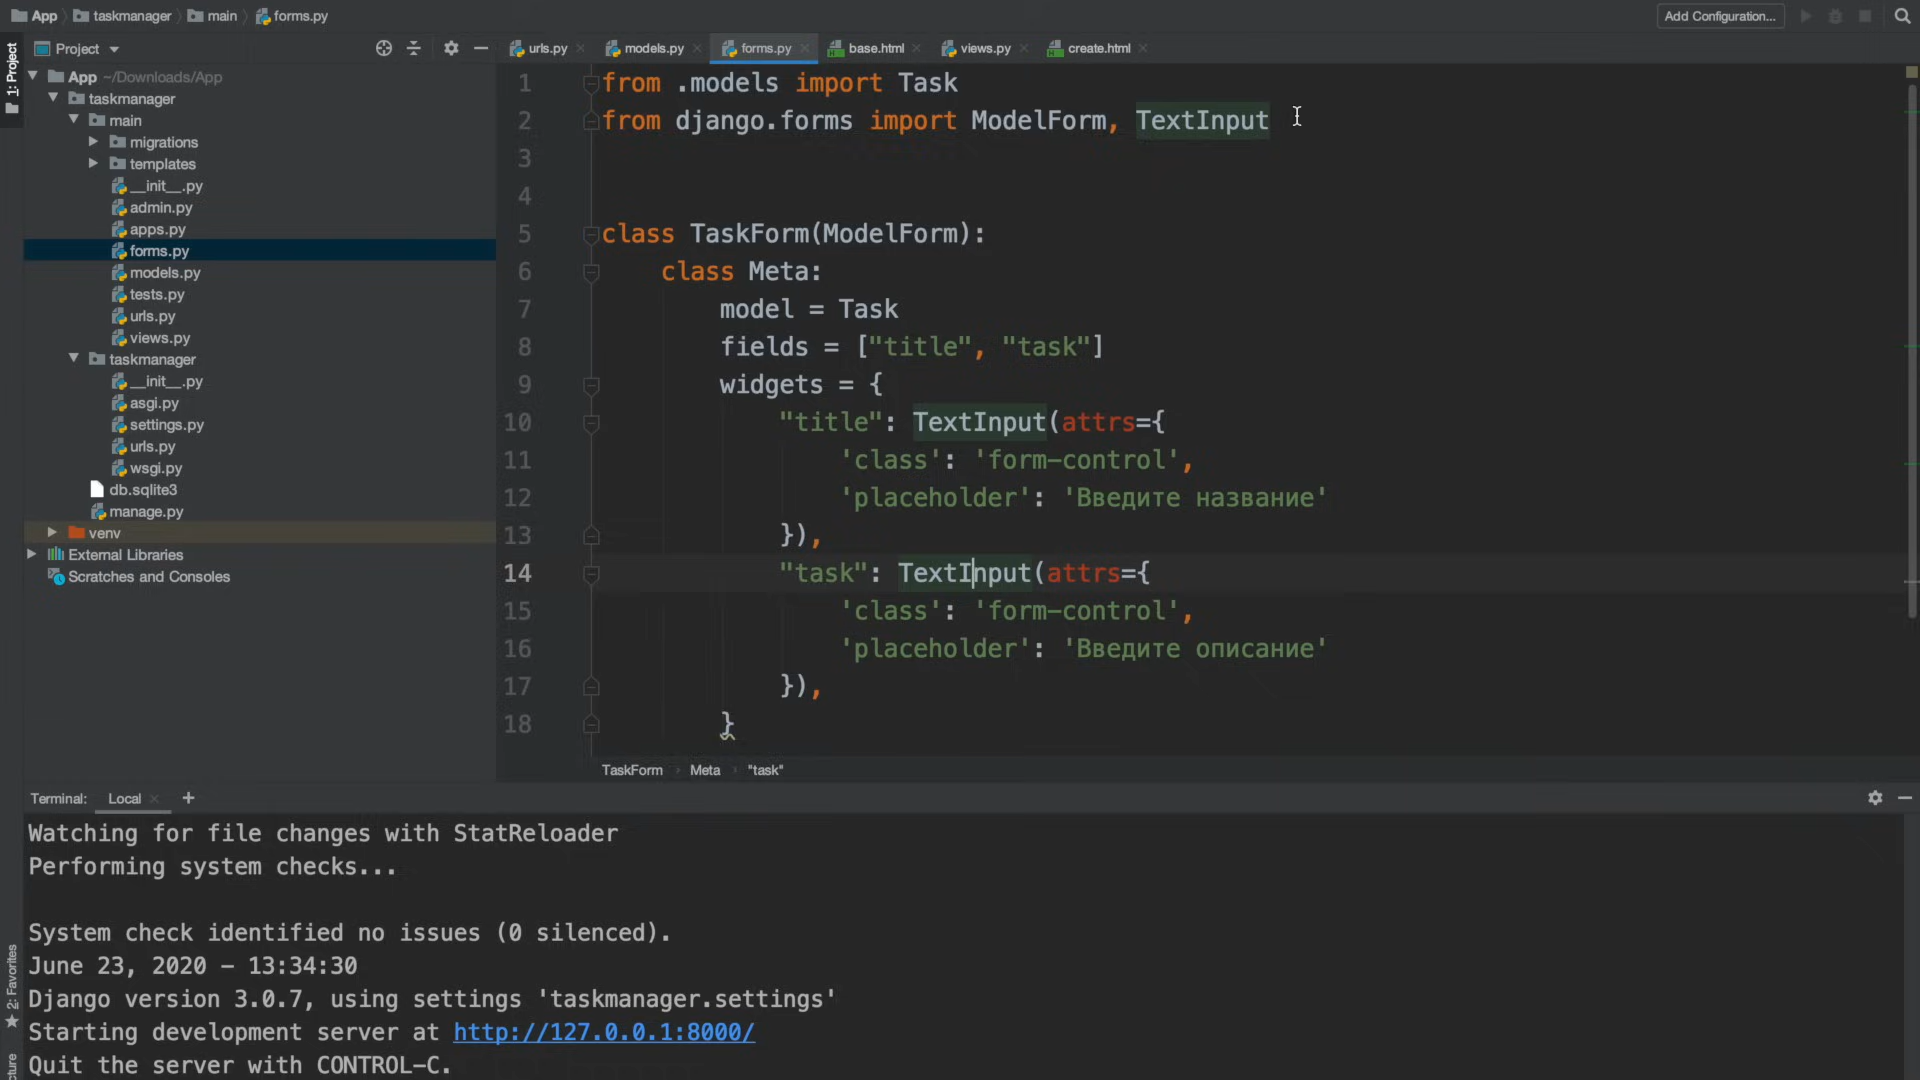 App taskmanager main forms.py Add Configuration...
1: Project
Project urls.py models.py forms.py base.html views.py create.html
App ~/Downloads/App
taskmanager
main
migrations
templates
__init__.py
admin.py
apps.py
forms.py
models.py
tests.py
urls.py
views.py
taskmanager
__init__.py
asgi.py
settings.py
urls.py
wsgi.py
db.sqlite3
manage.py
venv
External Libraries
Scratches and Consoles
1 from .models import Task
2 from django.forms import ModelForm, TextInput
3
4
5 class TaskForm(ModelForm):
6 class Meta:
7 model = Task
8 fields = ["title", "task"]
9 widgets = {
10 "title": TextInput(attrs={
11 'class': 'form-control',
12 'placeholder': 'Введите название'
13 }),
14 "task": TextInput(attrs={
15 'class': 'form-control',
16 'placeholder': 'Введите описание'
17 }),
18 }
TaskForm Meta "task"
Terminal: Local +
Watching for file changes with StatReloader
Performing system checks...
System check identified no issues (0 silenced).
June 23, 2020 - 13:34:30
Django version 3.0.7, using settings 'taskmanager.settings'
Starting development server at http://127.0.0.1:8000/
Quit the server with CONTROL-C.
2: Favorites